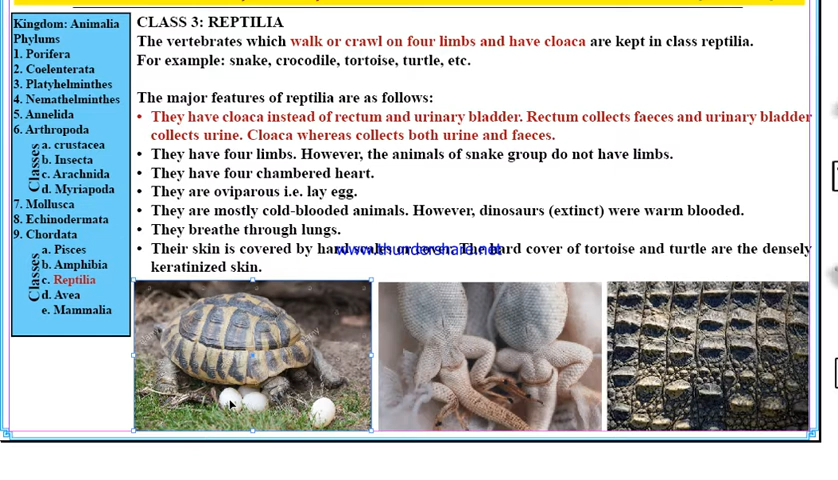 Kingdom: Animalia
Phylums
1. Porifera
2. Coelenterata
3. Platyhelminthes
4. Nemathelminthes
5. Annelida
6. Arthropoda
Classes
a. crustacea
b. Insecta
c. Arachnida
d. Myriapoda
7. Mollusca
8. Echinodermata
9. Chordata
Classes
a. Pisces
b. Amphibia
c. Reptilia
d. Avea
e. Mammalia
CLASS 3: REPTILIA
The vertebrates which walk or crawl on four limbs and have cloaca are kept in class reptilia.
For example: snake, crocodile, tortoise, turtle, etc.
The major features of reptilia are as follows:
• They have cloaca instead of rectum and urinary bladder. Rectum collects faeces and urinary bladder
collects urine. Cloaca whereas collects both urine and faeces.
• They have four limbs. However, the animals of snake group do not have limbs.
• They have four chambered heart.
• They are oviparous i.e. lay egg.
• They are mostly cold-blooded animals. However, dinosaurs (extinct) were warm blooded.
• They breathe through lungs.
• Their skin is covered by hard scales or cover. The hard cover of tortoise and turtle are the densely
keratinized skin.
www.thundershare.net